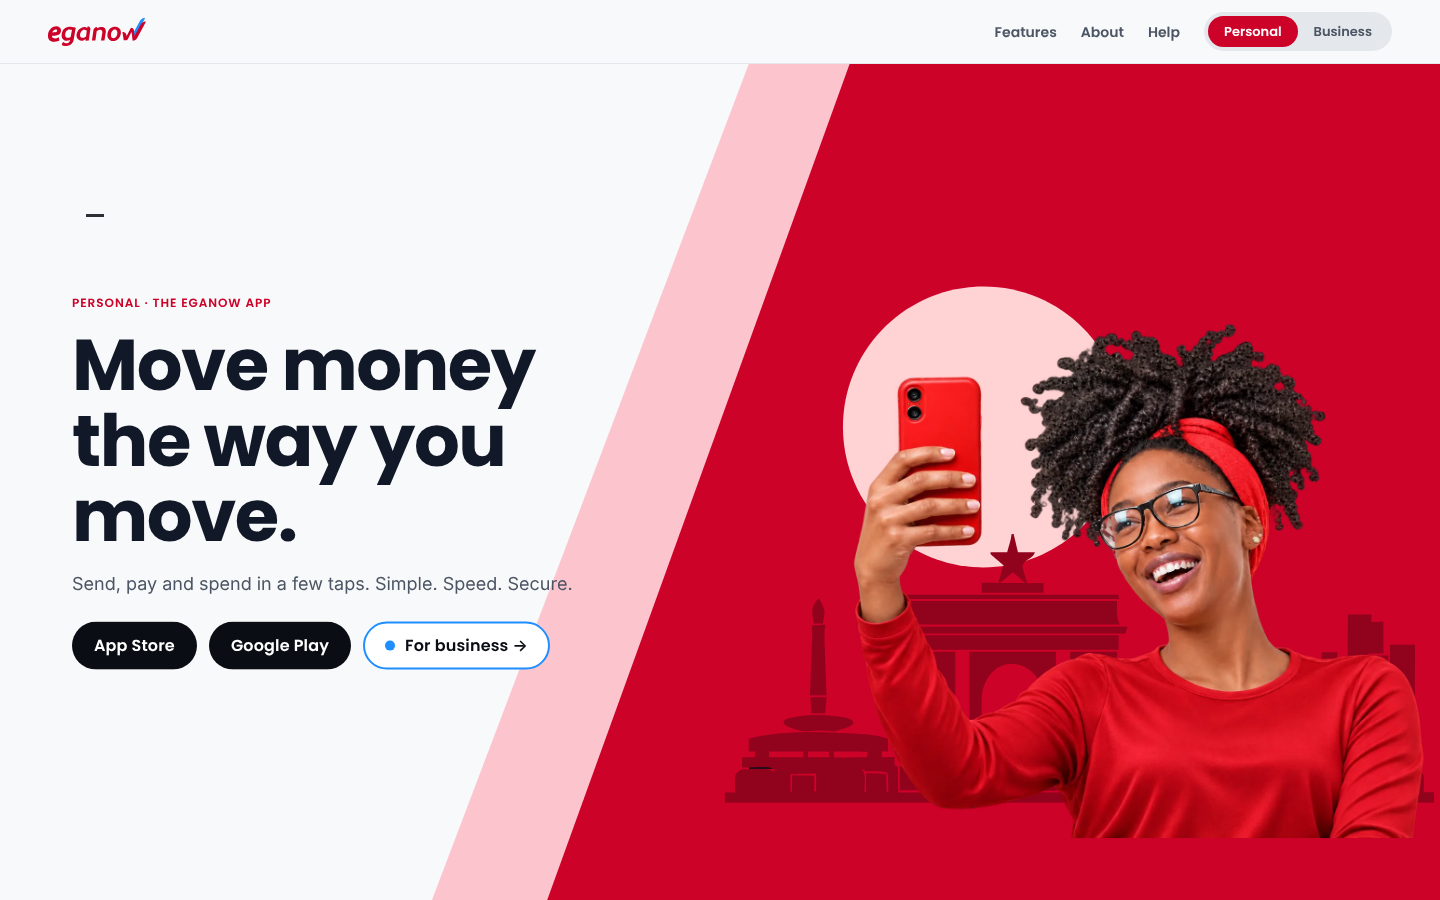 eganow
Features About Help Personal Business
PERSONAL · THE EGANOW APP
Move money
the way you
move.
Send, pay and spend in a few taps. Simple. Speed. Secure.
App Store Google Play For business →